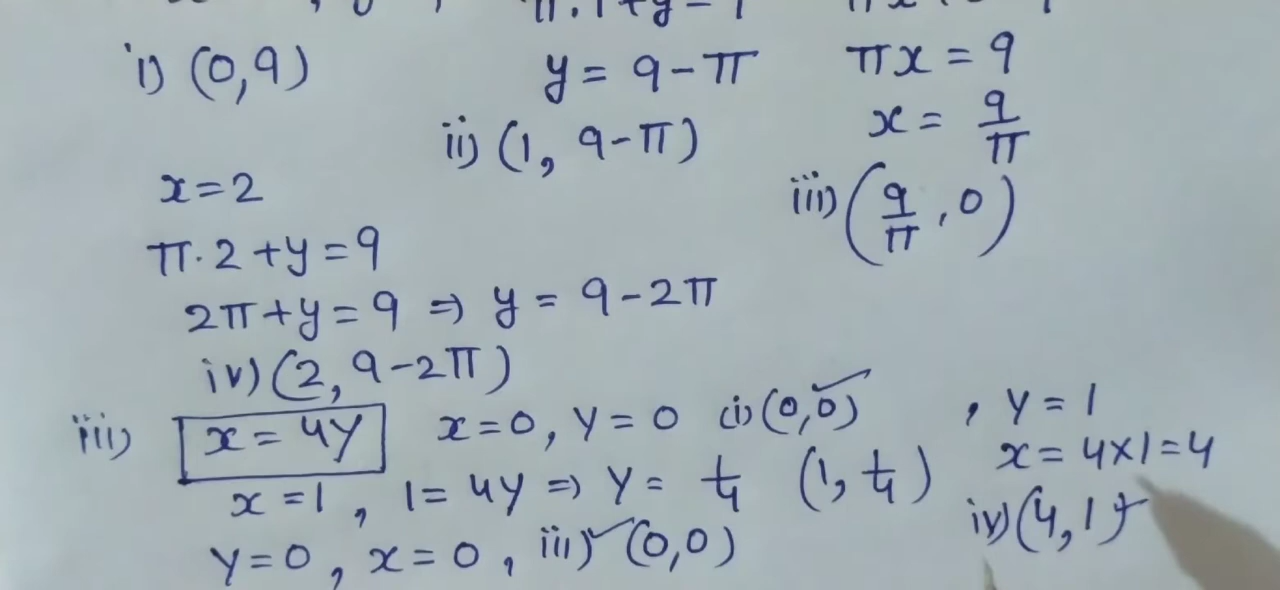 π.1+y=9
i) (0,9)
y = 9-π
πx = 9
ii) (1, 9-π)
x = 9/π
iii) (9/π, 0)
x=2
π.2+y=9
2π+y=9 ⇒ y = 9-2π
iv) (2, 9-2π)
iii) x = 4y x=0, y=0 (i) (0,0) , y=1
x=1, 1=4y ⇒ y = 1/4 (1, 1/4) x = 4×1=4
y=0, x=0, iii) (0,0) iv) (4,1)